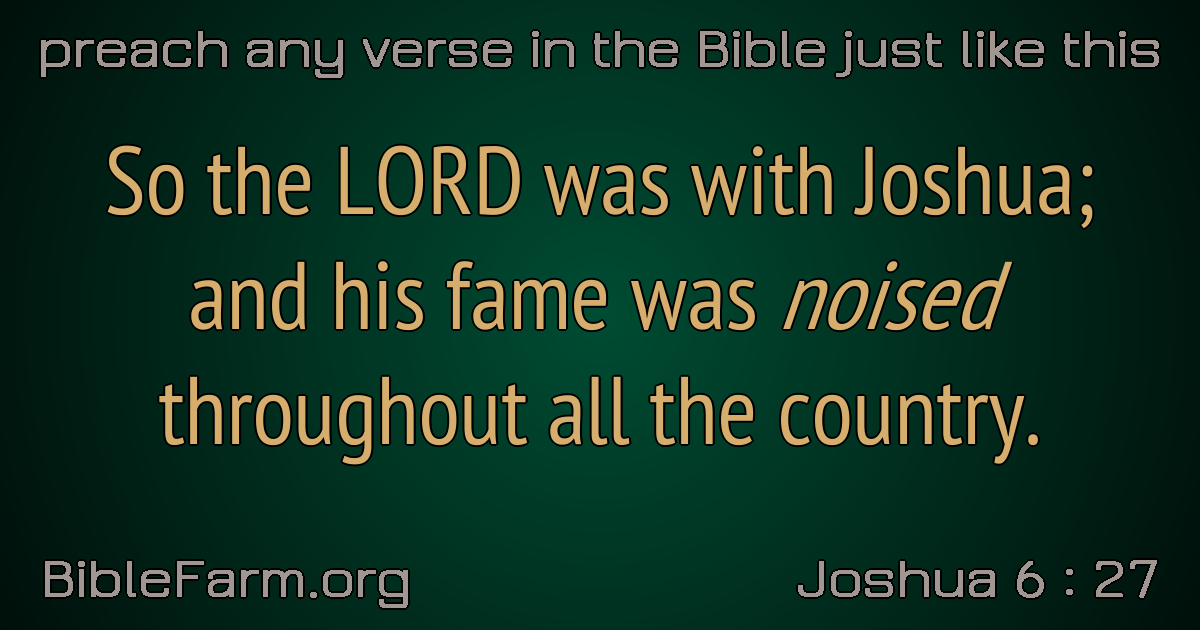 preach any verse in the Bible just like this
So the LORD was with Joshua;
and his fame was noised
throughout all the country.
BibleFarm.org
Joshua 6 : 27